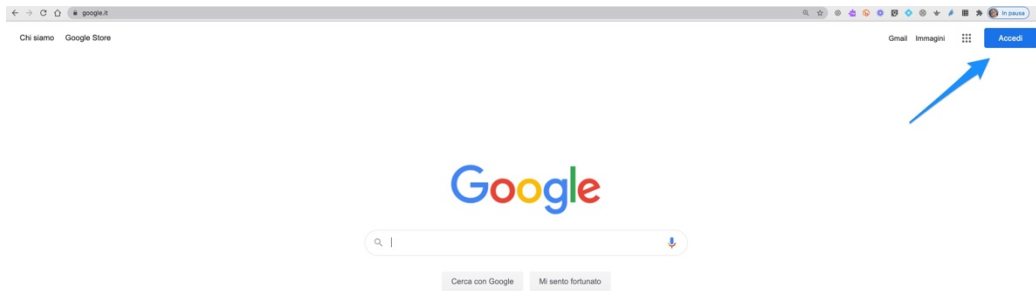 google.it
In pausa
Chi siamo Google Store
Gmail Immagini
Accedi
Google
Cerca con Google Mi sento fortunato